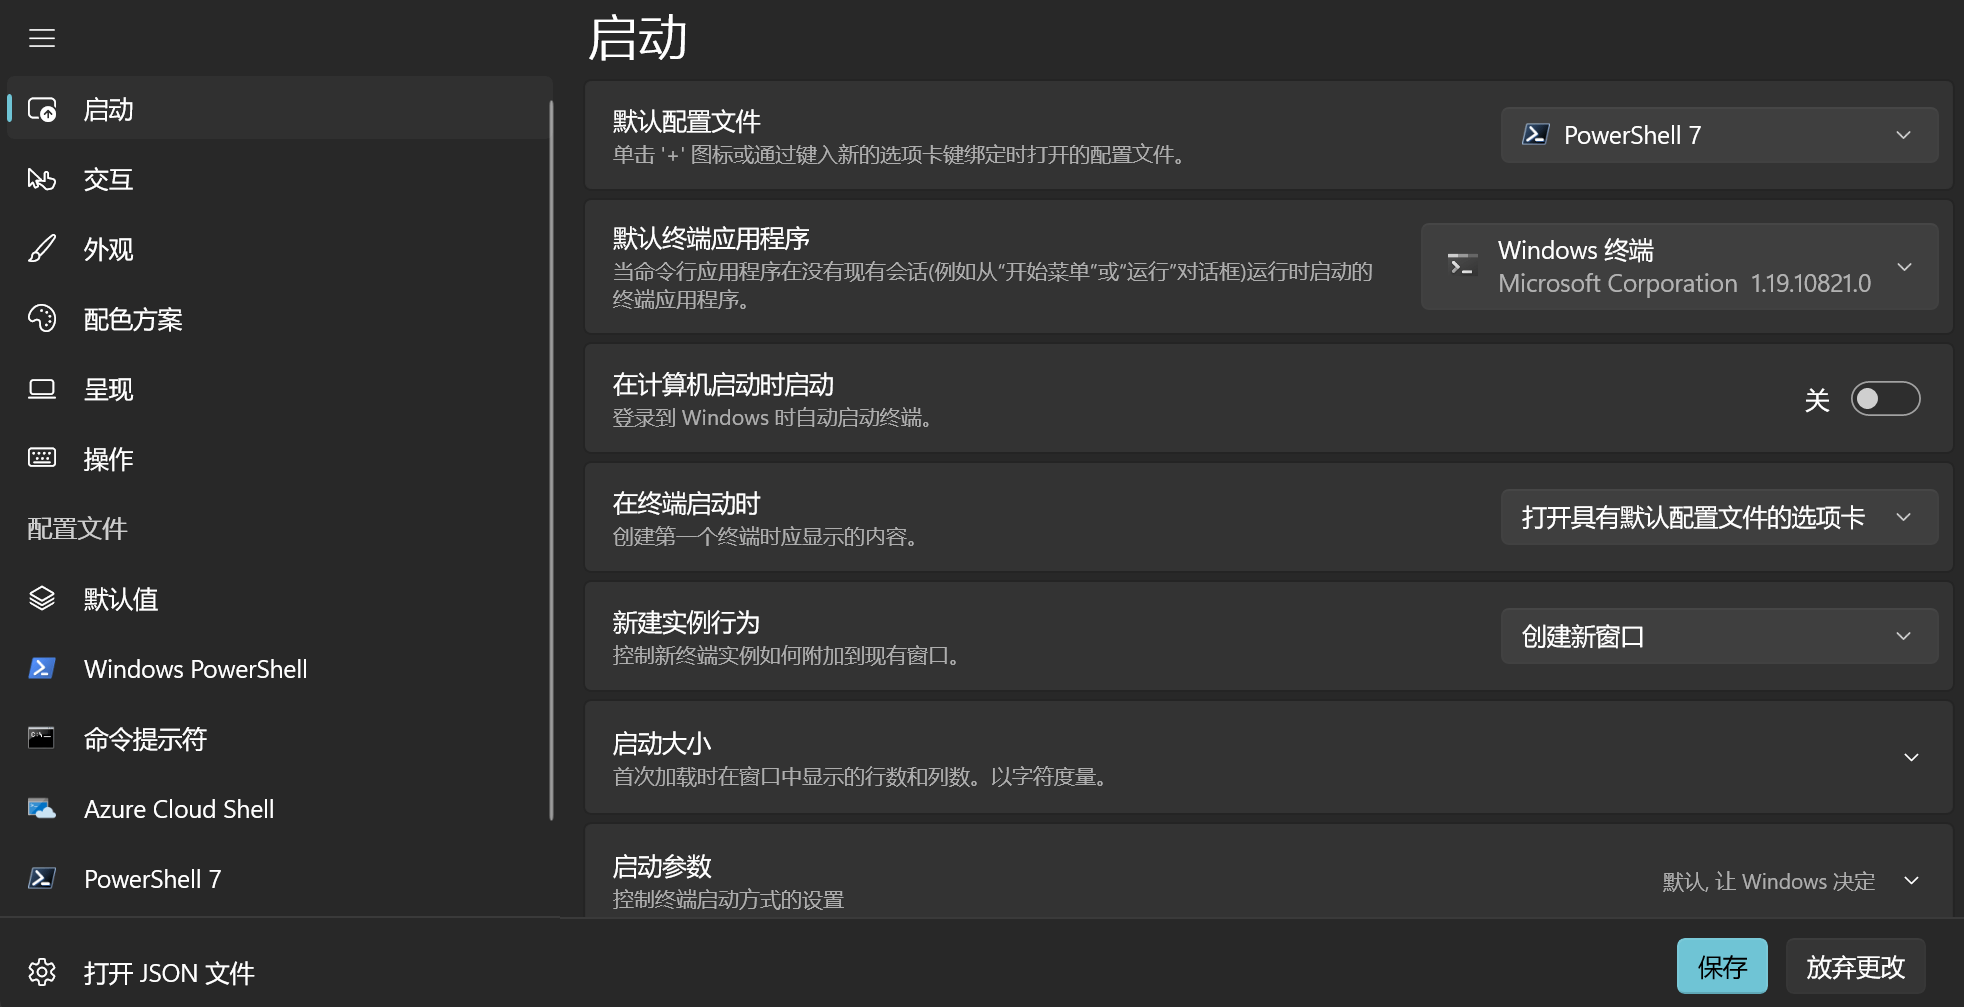 启动
交互
外观
配色方案
呈现
操作
配置文件
默认值
Windows PowerShell
命令提示符
Azure Cloud Shell
PowerShell 7
打开 JSON 文件
启动
默认配置文件
单击 '+' 图标或通过键入新的选项卡键绑定时打开的配置文件。
PowerShell 7
默认终端应用程序
当命令行应用程序在没有现有会话(例如从“开始菜单”或“运行”对话框)运行时启动的
终端应用程序。
Windows 终端
Microsoft Corporation 1.19.10821.0
在计算机启动时启动
登录到 Windows 时自动启动终端。
关
在终端启动时
创建第一个终端时应显示的内容。
打开具有默认配置文件的选项卡
新建实例行为
控制新终端实例如何附加到现有窗口。
创建新窗口
启动大小
首次加载时在窗口中显示的行数和列数。以字符度量。
启动参数
控制终端启动方式的设置
默认, 让 Windows 决定
保存
放弃更改